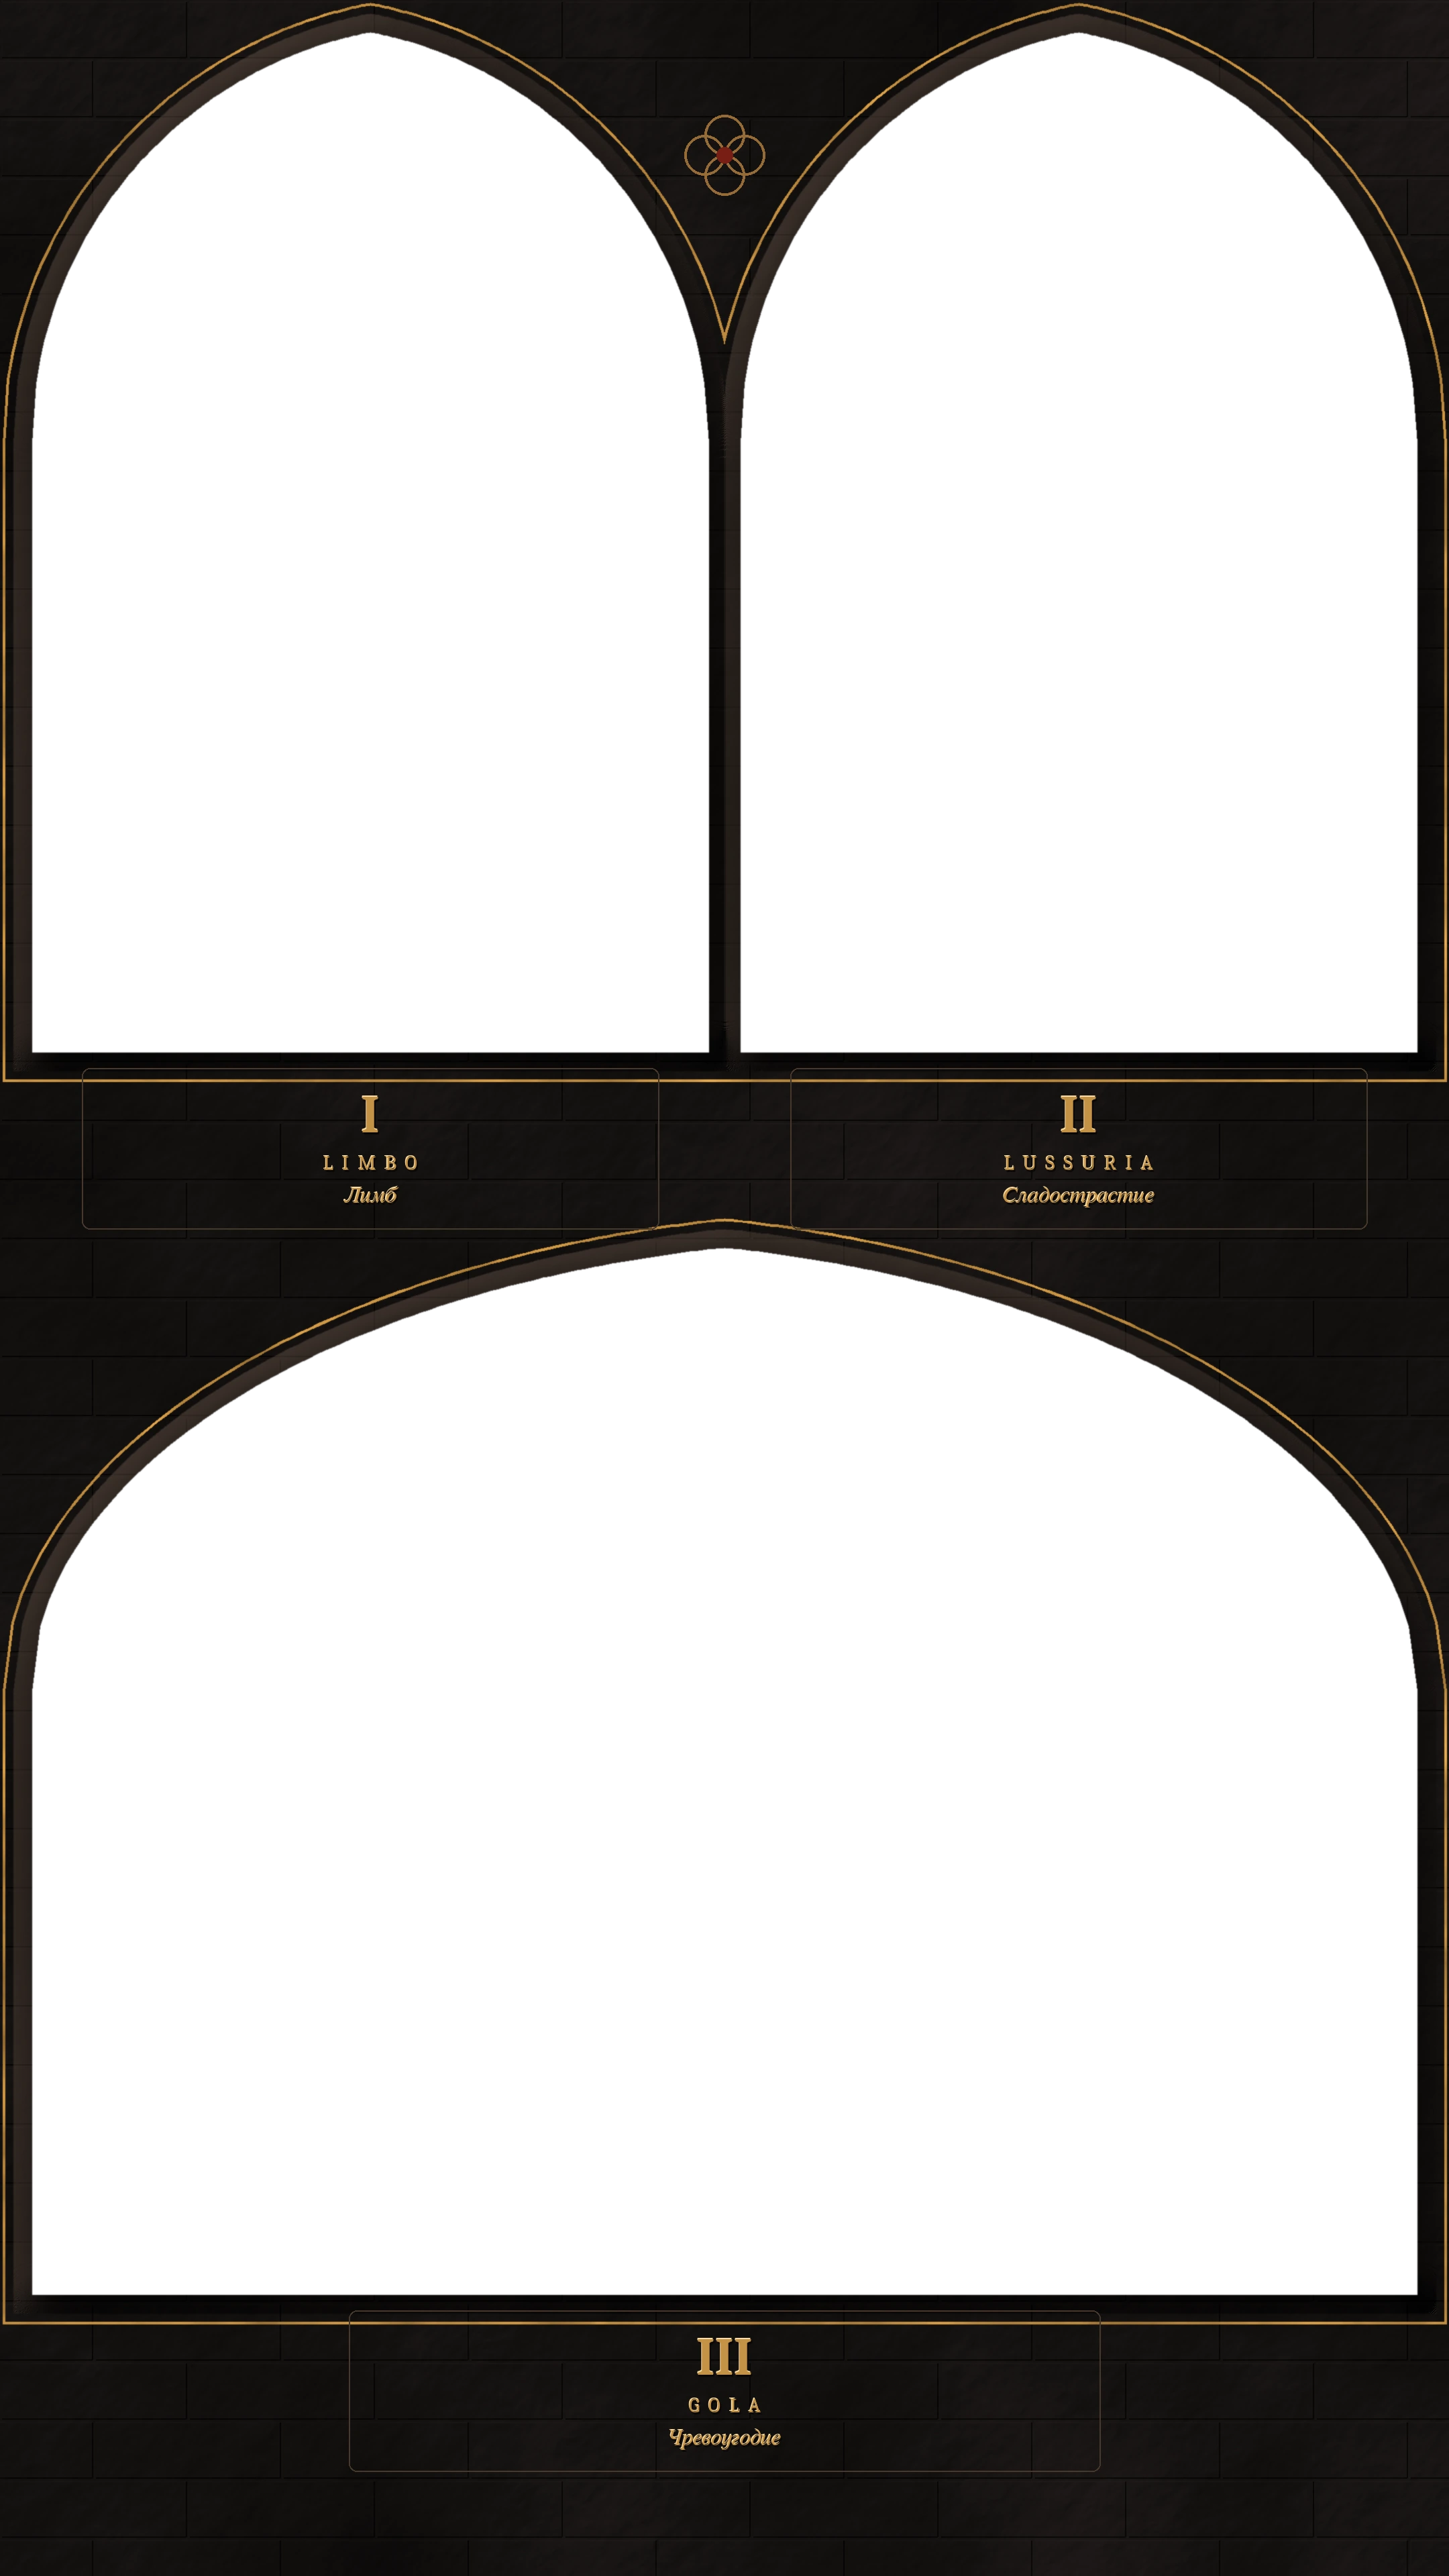 I
LIMBO
Лимб
II
LUSSURIA
Сладострастие
III
GOLA
Чревоугодие